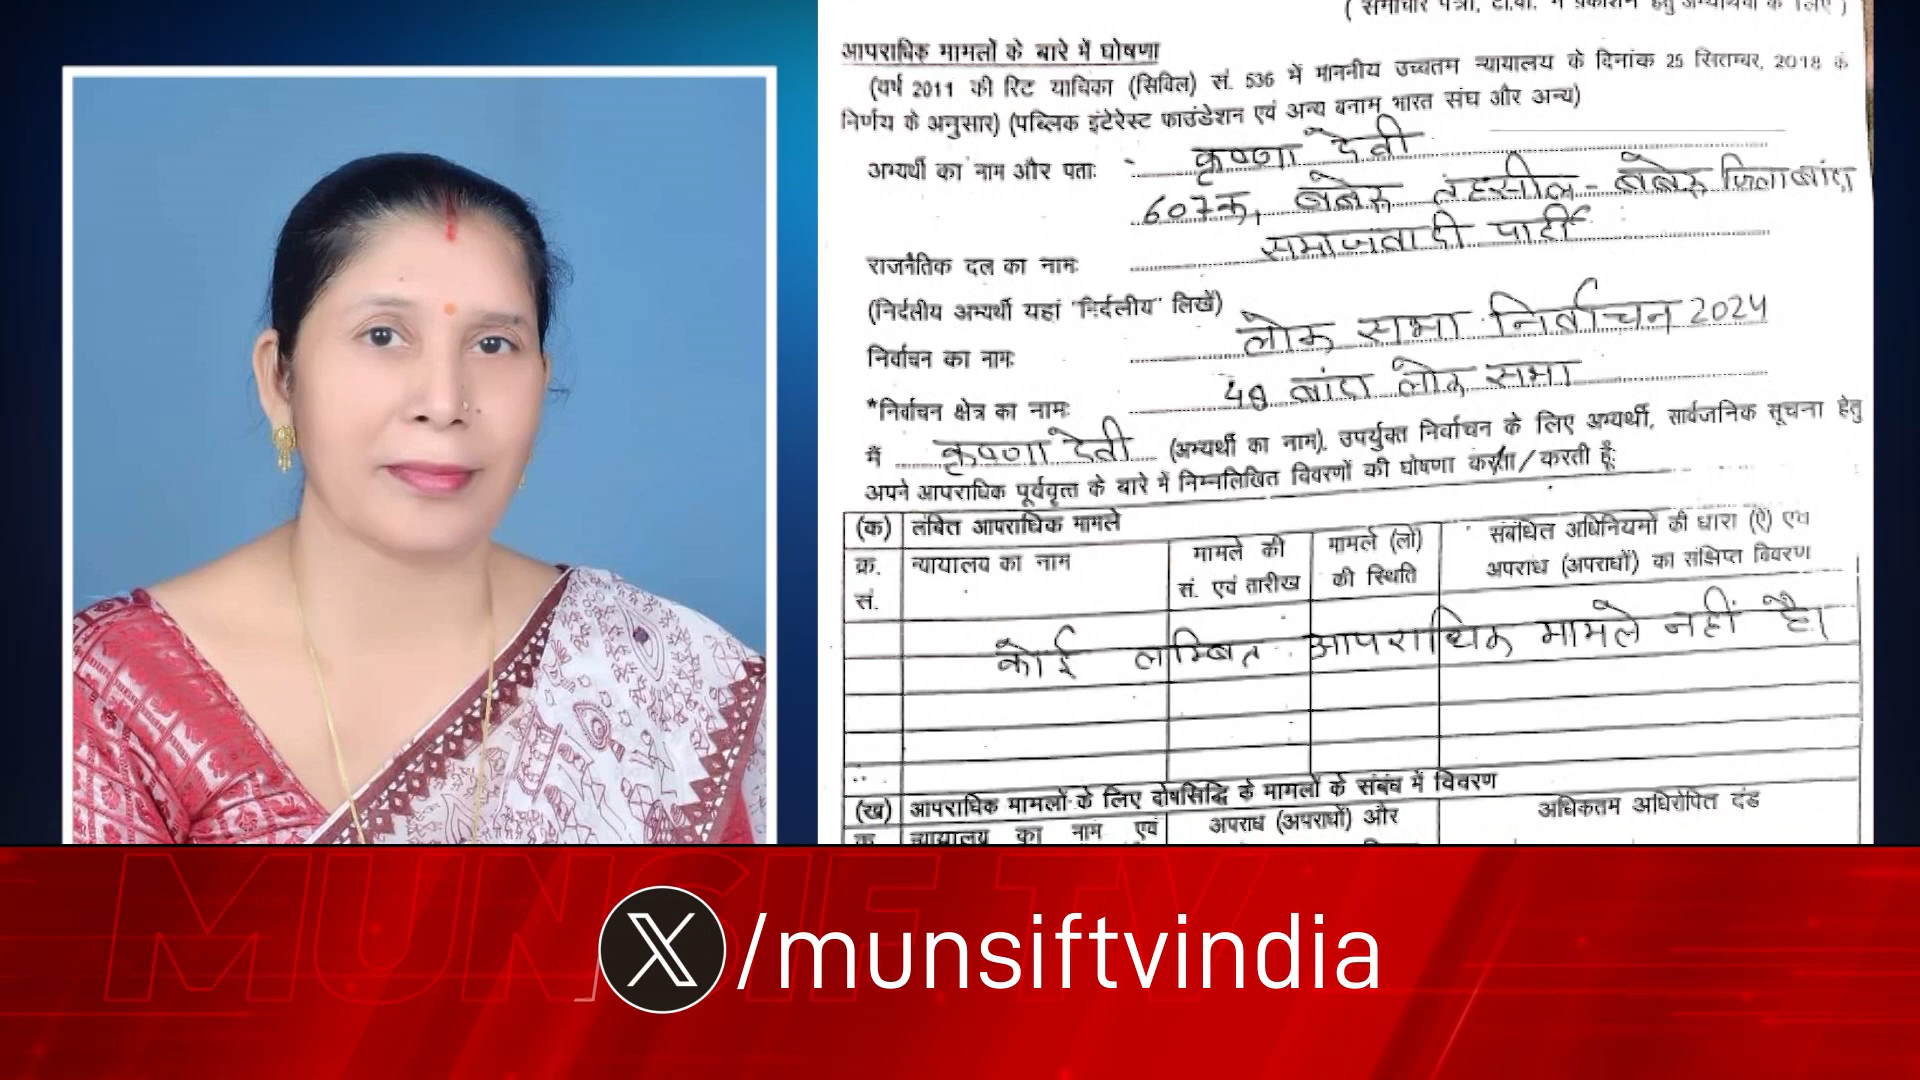 ( समाचार पत्रों, टी.वी. में प्रकाशन हेतु अभ्यर्थियों के लिए )
आपराधिक मामलों के बारे में घोषणा
(वर्ष 2011 की रिट याचिका (सिविल) सं. 536 में माननीय उच्चतम न्यायालय के दिनांक 25 सितम्बर, 2018 के
निर्णय के अनुसार) (पब्लिक इंटेरेस्ट फाउंडेशन एवं अन्य बनाम भारत संघ और अन्य)
अभ्यर्थी का नाम और पताः कृष्णा देवी
607क, बबेरू तहसील - बबेरू जिला बांदा
समाजवादी पार्टी
राजनैतिक दल का नामः
(निर्दलीय अभ्यर्थी यहां "निर्दलीय" लिखें)
लोक सभा निर्वाचन 2024
निर्वाचन का नामः
48 बांदा लोक सभा
*निर्वाचन क्षेत्र का नामः
मैं कृष्णा देवी (अभ्यर्थी का नाम), उपर्युक्त निर्वाचन के लिए अभ्यर्थी, सार्वजनिक सूचना हेतु
अपने आपराधिक पूर्ववृत्त के बारे में निम्नलिखित विवरणों की घोषणा करता/करती हूँः
(क) लंबित आपराधिक मामले
क्र. सं. न्यायालय का नाम मामले की सं. एवं तारीख मामले (लों) की स्थिति संबंधित अधिनियमों की धारा (ऐं) एवं अपराध (अपराधों) का संक्षिप्त विवरण
कोई लम्बित आपराधिक मामले नहीं है।
(ख) आपराधिक मामलों के लिए दोषसिद्धि के मामलों के संबंध में विवरण
क्र. न्यायालय का नाम एवं अपराध (अपराधों) और अधिकतम अधिरोपित दंड
MUNSIF TV
X/munsiftvindia